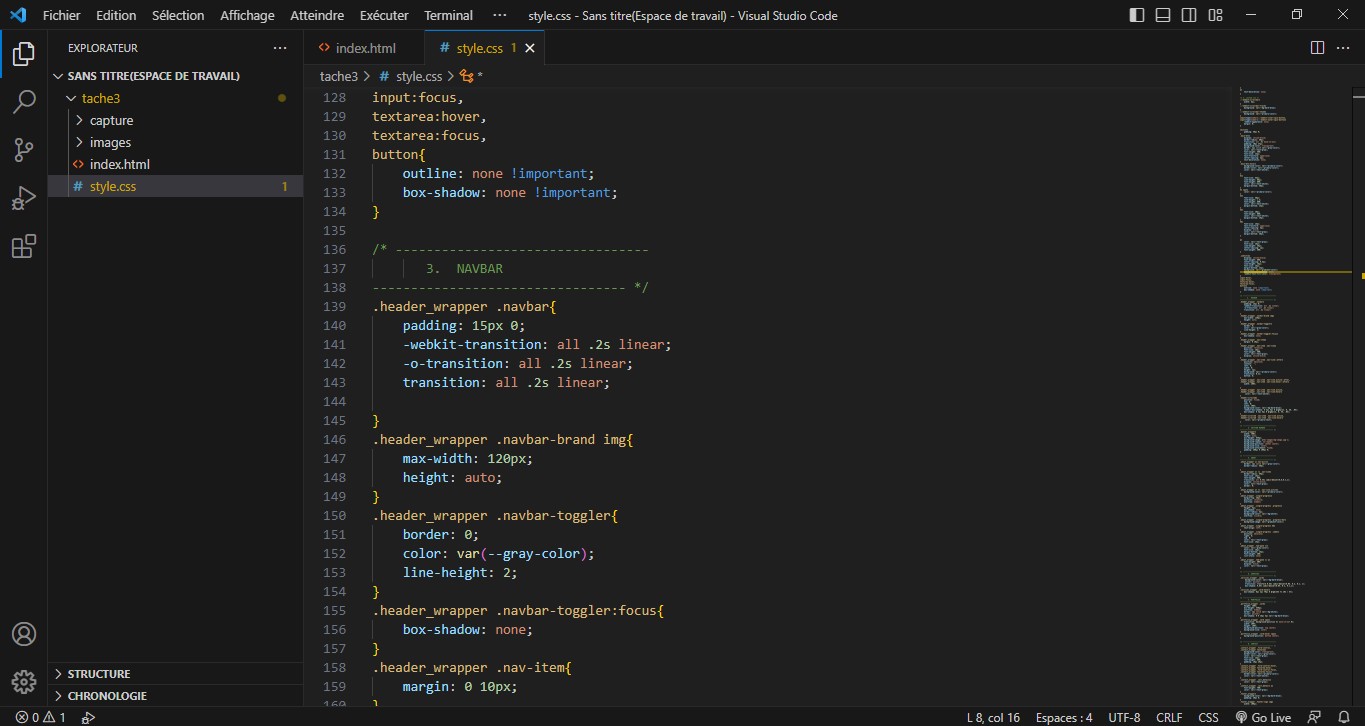 Fichier Edition Sélection Affichage Atteindre Exécuter Terminal ··· style.css - Sans titre(Espace de travail) - Visual Studio Code
EXPLORATEUR ···
SANS TITRE(ESPACE DE TRAVAIL)
tache3
capture
images
<> index.html
# style.css 1
STRUCTURE
CHRONOLOGIE
<> index.html
# style.css 1
tache3 > # style.css > *
128 input:focus,
129 textarea:hover,
130 textarea:focus,
131 button{
132 outline: none !important;
133 box-shadow: none !important;
134 }
135
136 /* ---------------------------------
137 3. NAVBAR
138 --------------------------------- */
139 .header_wrapper .navbar{
140 padding: 15px 0;
141 -webkit-transition: all .2s linear;
142 -o-transition: all .2s linear;
143 transition: all .2s linear;
144
145 }
146 .header_wrapper .navbar-brand img{
147 max-width: 120px;
148 height: auto;
149 }
150 .header_wrapper .navbar-toggler{
151 border: 0;
152 color: var(--gray-color);
153 line-height: 2;
154 }
155 .header_wrapper .navbar-toggler:focus{
156 box-shadow: none;
157 }
158 .header_wrapper .nav-item{
159 margin: 0 10px;
160 }
0 1 L 8, col 16 Espaces : 4 UTF-8 CRLF CSS Go Live